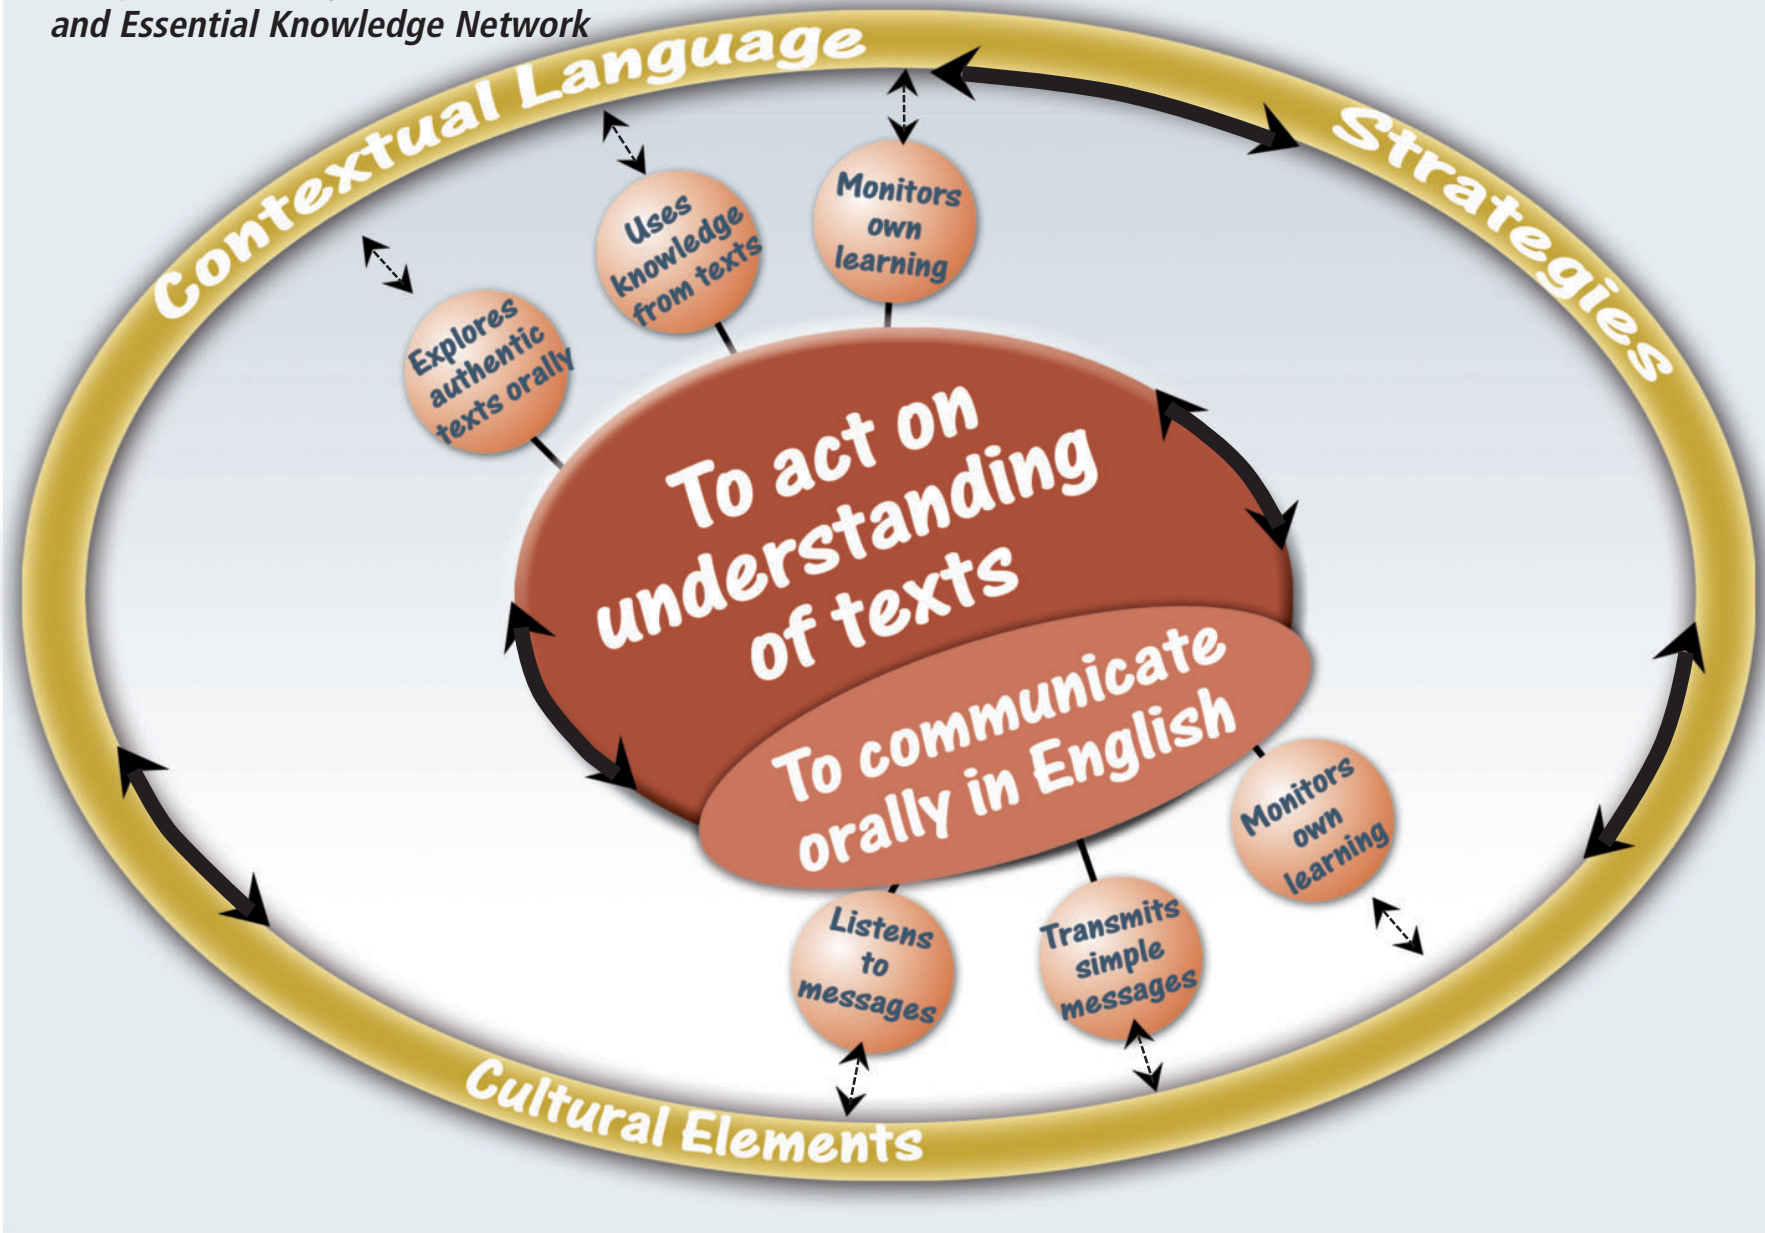 and Essential Knowledge Network
Contextual Language
Strategies
Monitors
own
learning
Uses
knowledge
from texts
Explores
authentic
texts orally
To act on
understanding
of texts
To communicate
orally in English
Monitors
own
learning
Transmits
simple
messages
Listens
to
messages
Cultural Elements